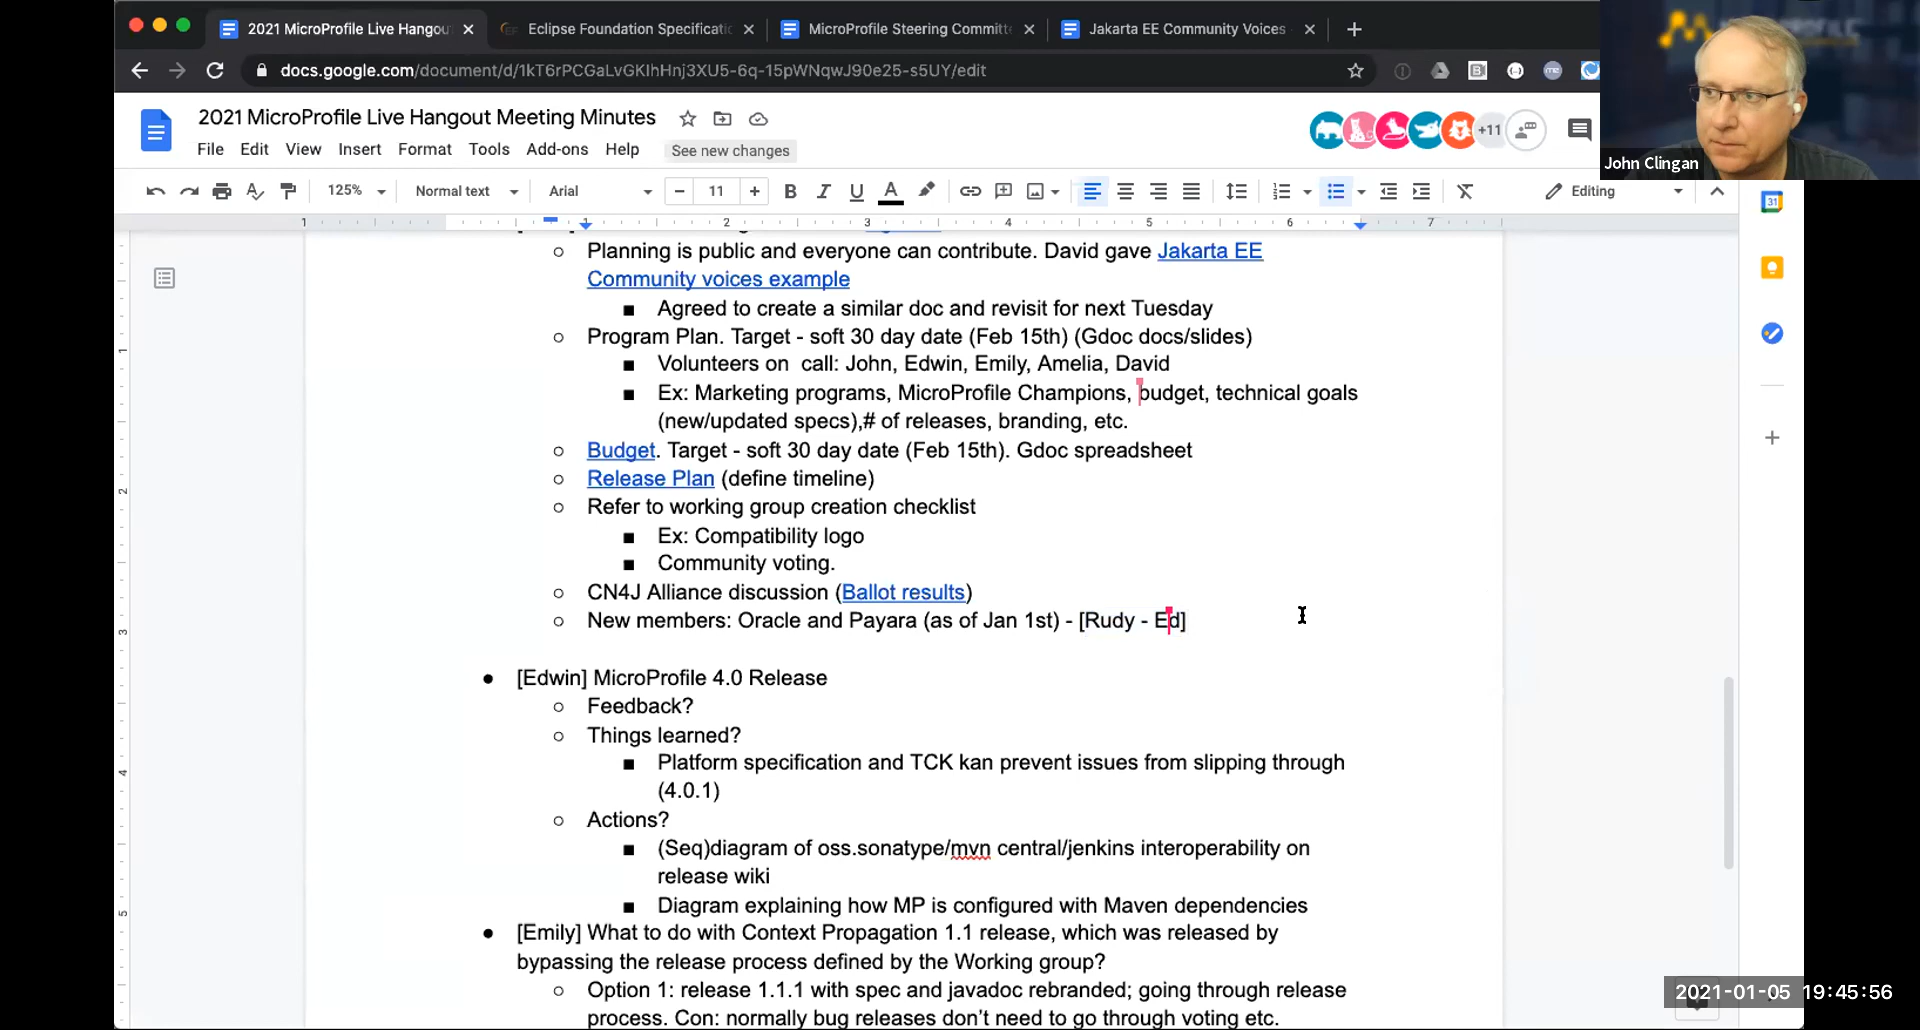 2021 MicroProfile Live Hangou
Eclipse Foundation Specificati
MicroProfile Steering Committ
Jakarta EE Community Voices
docs.google.com/document/d/1kT6rPCGaLvGKIhHnj3XU5-6q-15pWNqwJ90e25-s5UY/edit
2021 MicroProfile Live Hangout Meeting Minutes
+11
John Clingan
File Edit View Insert Format Tools Add-ons Help See new changes
125% Normal text Arial 11 B I U A Editing
1 1 2 3 4 5 6 7
Planning is public and everyone can contribute. David gave Jakarta EE
Community voices example
Agreed to create a similar doc and revisit for next Tuesday
Program Plan. Target - soft 30 day date (Feb 15th) (Gdoc docs/slides)
Volunteers on call: John, Edwin, Emily, Amelia, David
Ex: Marketing programs, MicroProfile Champions, budget, technical goals
(new/updated specs),# of releases, branding, etc.
Budget. Target - soft 30 day date (Feb 15th). Gdoc spreadsheet
Release Plan (define timeline)
Refer to working group creation checklist
Ex: Compatibility logo
Community voting.
CN4J Alliance discussion (Ballot results)
New members: Oracle and Payara (as of Jan 1st) - [Rudy - Ed]
[Edwin] MicroProfile 4.0 Release
Feedback?
Things learned?
Platform specification and TCK kan prevent issues from slipping through
(4.0.1)
Actions?
(Seq)diagram of oss.sonatype/mvn central/jenkins interoperability on
release wiki
Diagram explaining how MP is configured with Maven dependencies
[Emily] What to do with Context Propagation 1.1 release, which was released by
bypassing the release process defined by the Working group?
Option 1: release 1.1.1 with spec and javadoc rebranded; going through release
process. Con: normally bug releases don't need to go through voting etc.
2021-01-05 19:45:56